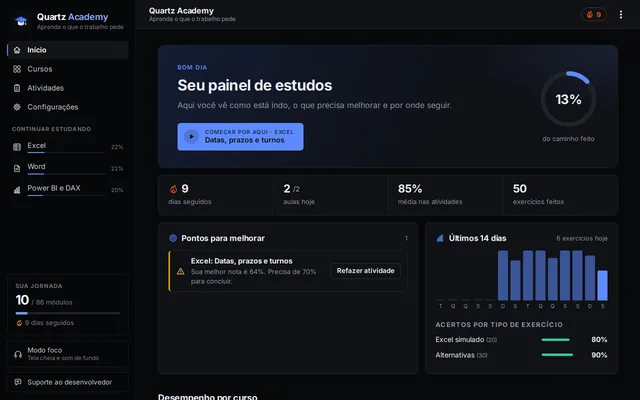 Quartz Academy
Aprenda o que o trabalho pede
Início
Cursos
Atividades
Configurações
CONTINUAR ESTUDANDO
Excel 22%
Word 21%
Power BI e DAX 20%
SUA JORNADA
10 / 86 módulos
9 dias seguidos
Modo foco
Tela cheia e som de fundo
Suporte ao desenvolvedor
Quartz Academy
Aprenda o que o trabalho pede
9
BOM DIA
Seu painel de estudos
Aqui você vê como está indo, o que precisa melhorar e por onde seguir.
COMEÇAR POR AQUI · EXCEL
Datas, prazos e turnos
13%
do caminho feito
9
dias seguidos
2 /2
aulas hoje
85%
média nas atividades
50
exercícios feitos
Pontos para melhorar 1
Excel: Datas, prazos e turnos
Sua melhor nota é 64%. Precisa de 70%
para concluir.
Refazer atividade
Últimos 14 dias 6 exercícios hoje
T Q Q S S D S T Q Q S S D S
ACERTOS POR TIPO DE EXERCÍCIO
Excel simulado (20) 80%
Alternativas (30) 90%
Desempenho por curso